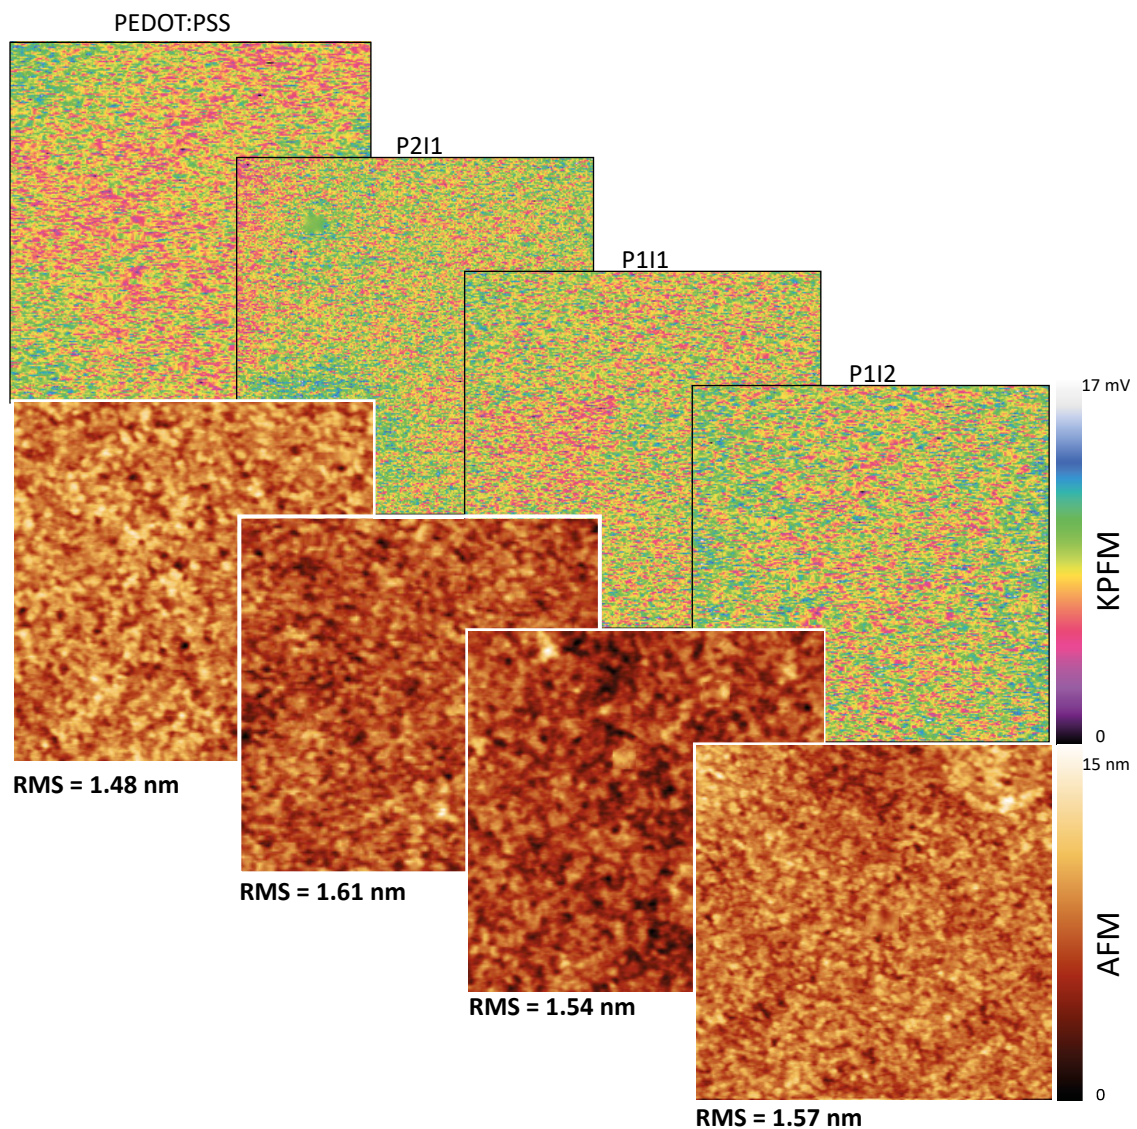 PEDOT:PSS
P2I1
P1I1
P1I2
17 mV
KPFM
0
15 nm
AFM
0
RMS = 1.48 nm
RMS = 1.61 nm
RMS = 1.54 nm
RMS = 1.57 nm